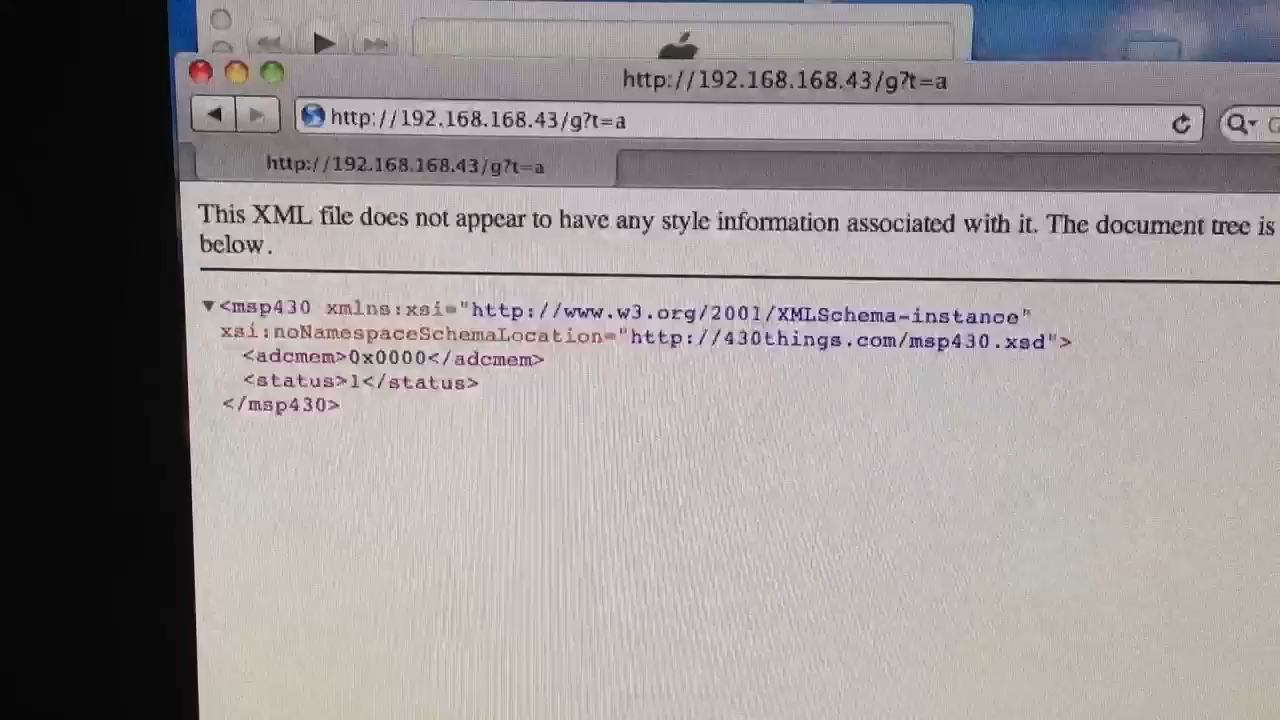 http://192.168.168.43/g?t=a
http://192.168.168.43/g?t=a
http://192.168.168.43/g?t=a
This XML file does not appear to have any style information associated with it. The document tree is
below.
▼<msp430 xmlns:xsi="http://www.w3.org/2001/XMLSchema-instance"
xsi:noNamespaceSchemaLocation="http://430things.com/msp430.xsd">
<adcmem>0x0000</adcmem>
<status>1</status>
</msp430>